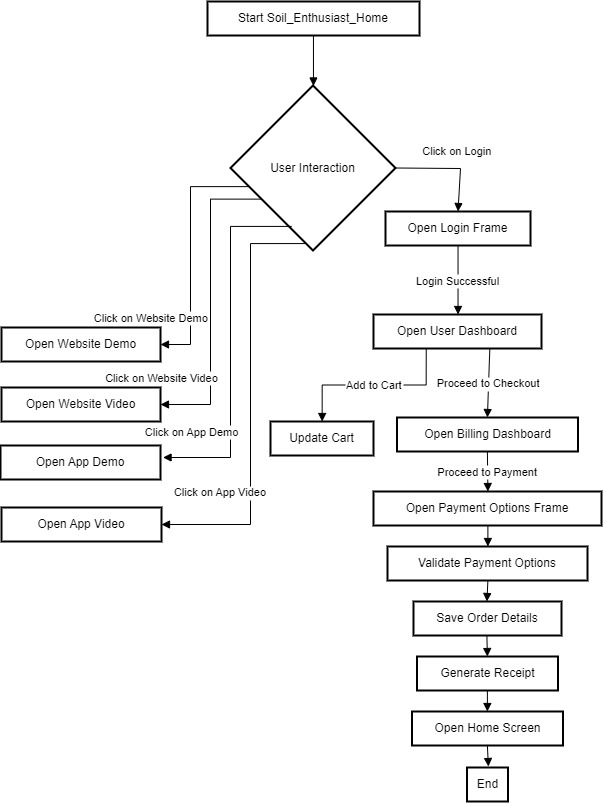 Start Soil_Enthusiast_Home
User Interaction
Click on Login
Open Login Frame
Login Successful
Click on Website Demo
Open User Dashboard
Open Website Demo
Click on Website Video
Add to Cart
Proceed to Checkout
Open Website Video
Click on App Demo
Update Cart
Open Billing Dashboard
Open App Demo
Proceed to Payment
Click on App Video
Open Payment Options Frame
Open App Video
Validate Payment Options
Save Order Details
Generate Receipt
Open Home Screen
End